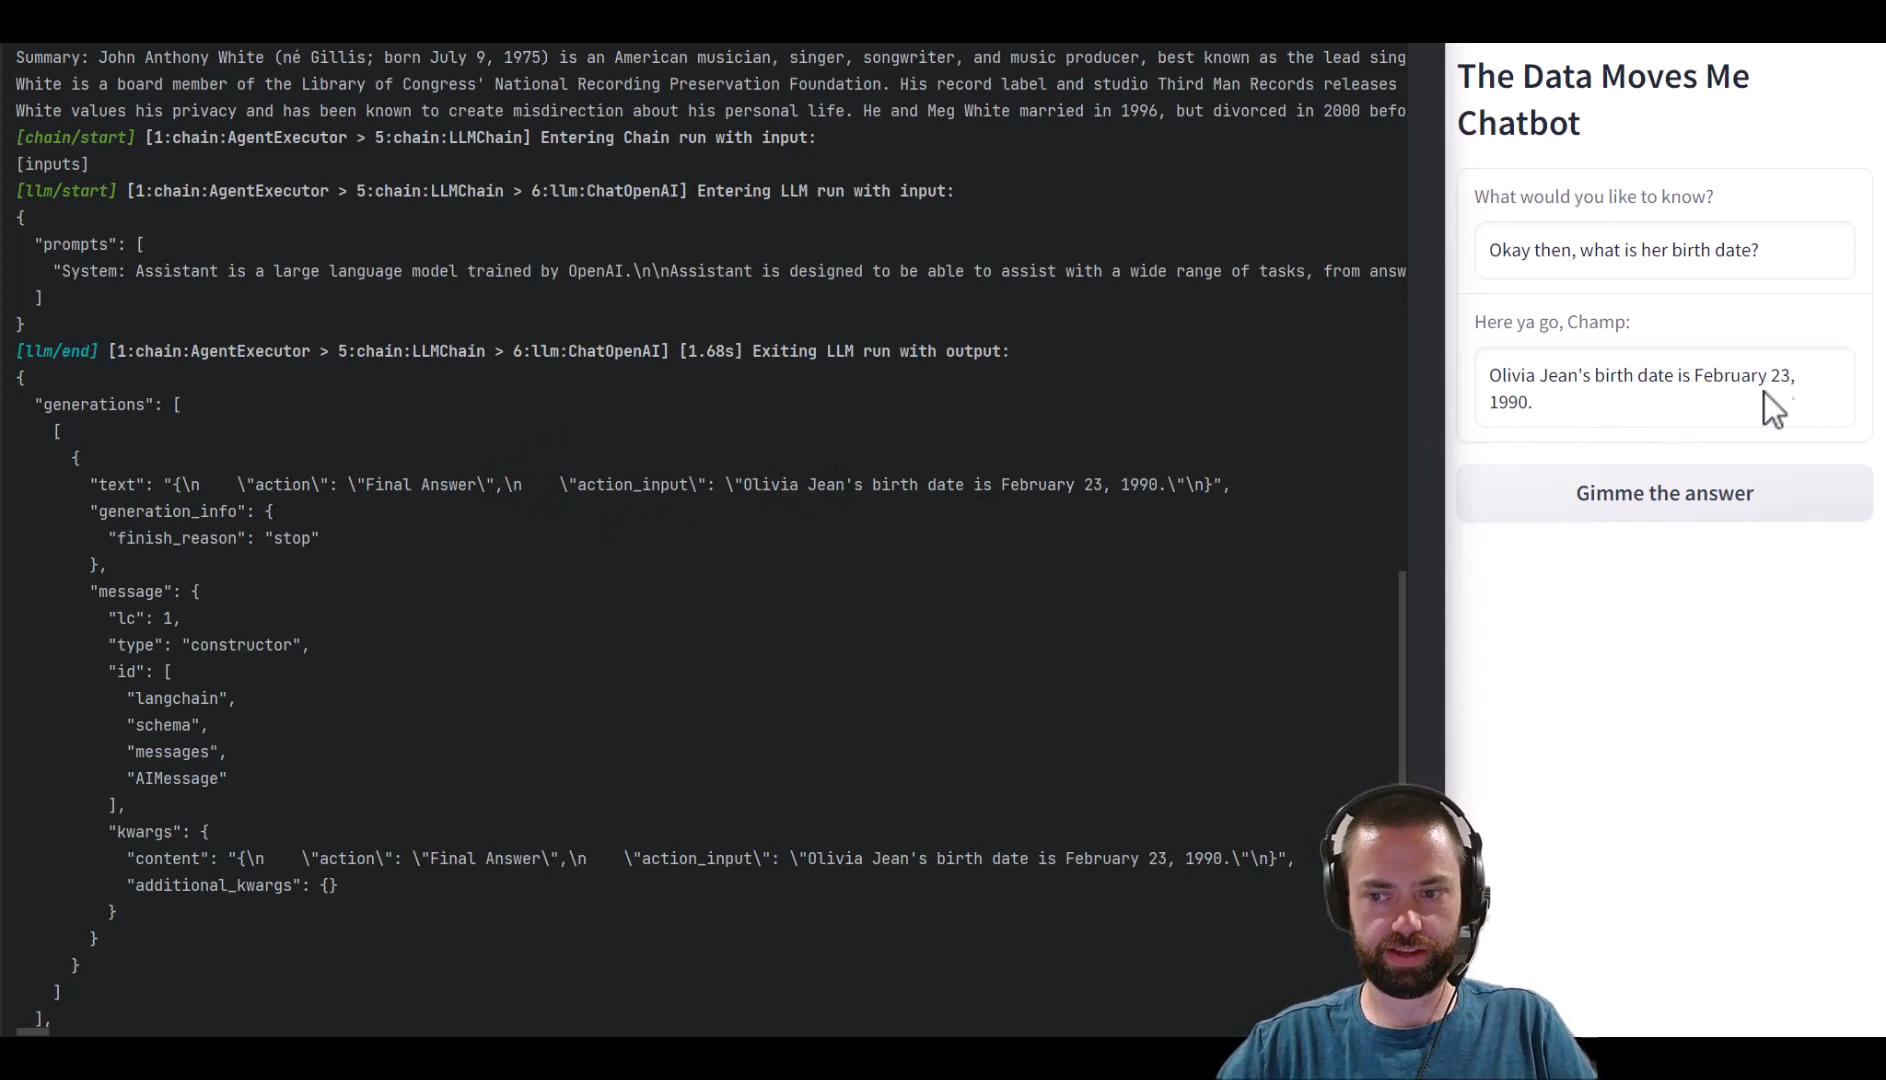 Summary: John Anthony White (né Gillis; born July 9, 1975) is an American musician, singer, songwriter, and music producer, best known as the lead sing
White is a board member of the Library of Congress' National Recording Preservation Foundation. His record label and studio Third Man Records releases
White values his privacy and has been known to create misdirection about his personal life. He and Meg White married in 1996, but divorced in 2000 befo
[chain/start] [1:chain:AgentExecutor > 5:chain:LLMChain] Entering Chain run with input:
[inputs]
[llm/start] [1:chain:AgentExecutor > 5:chain:LLMChain > 6:llm:ChatOpenAI] Entering LLM run with input:
{
"prompts": [
"System: Assistant is a large language model trained by OpenAI.\n\nAssistant is designed to be able to assist with a wide range of tasks, from answ
]
}
[llm/end] [1:chain:AgentExecutor > 5:chain:LLMChain > 6:llm:ChatOpenAI] [1.68s] Exiting LLM run with output:
{
"generations": [
[
{
"text": "{\n    \"action\": \"Final Answer\",\n    \"action_input\": \"Olivia Jean's birth date is February 23, 1990.\"\n}",
"generation_info": {
"finish_reason": "stop"
},
"message": {
"lc": 1,
"type": "constructor",
"id": [
"langchain",
"schema",
"messages",
"AIMessage"
],
"kwargs": {
"content": "{\n    \"action\": \"Final Answer\",\n    \"action_input\": \"Olivia Jean's birth date is February 23, 1990.\"\n}",
"additional_kwargs": {}
}
}
}
]
],
The Data Moves Me
Chatbot
What would you like to know?
Okay then, what is her birth date?
Here ya go, Champ:
Olivia Jean's birth date is February 23,
1990.
Gimme the answer